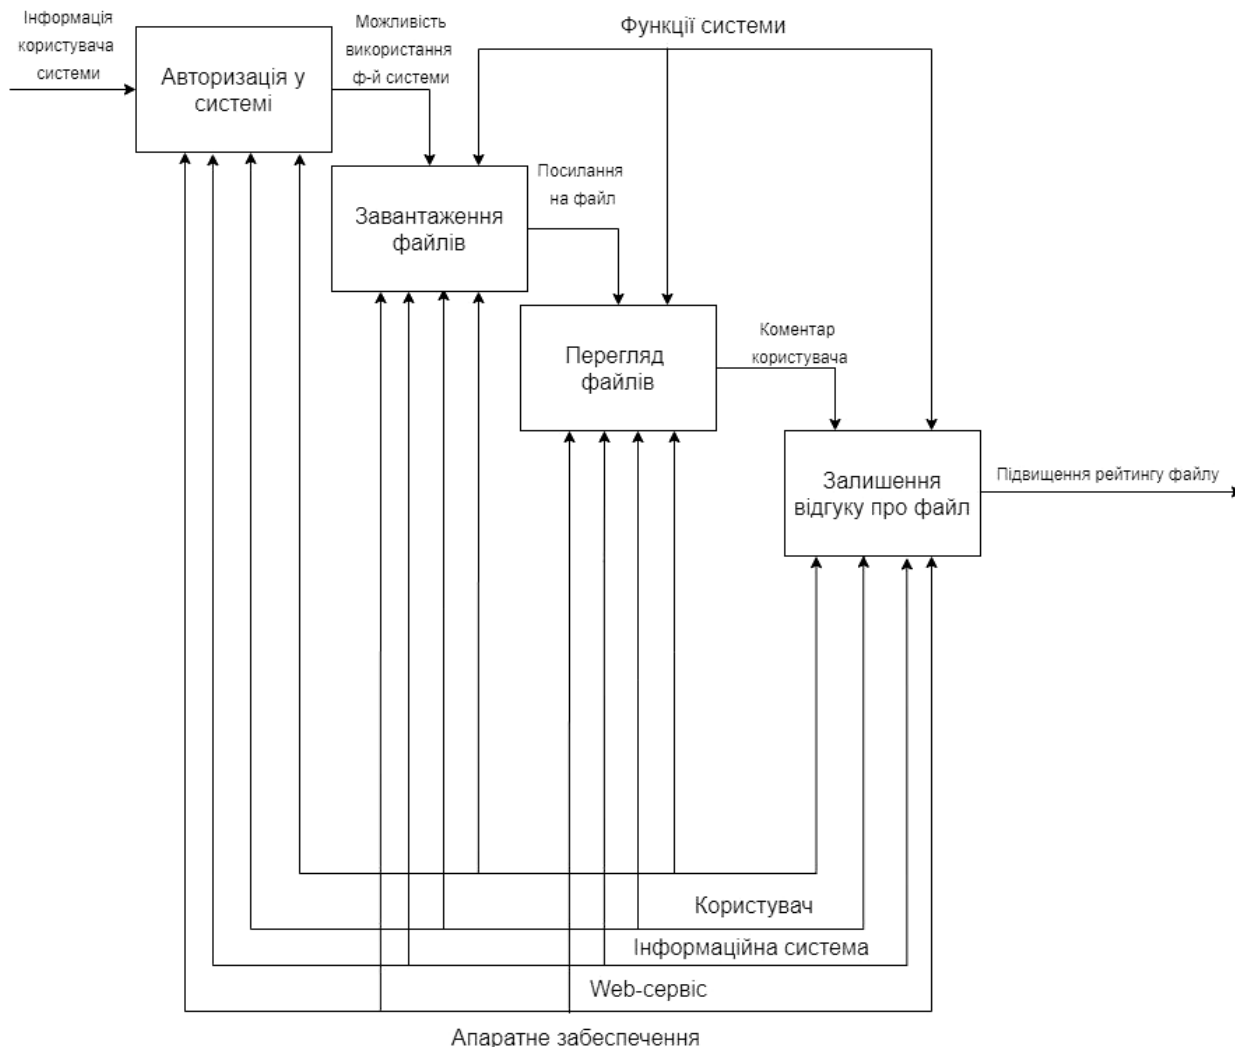 Інформація
користувача
системи
Авторизація у
системі
Можливість
використання
ф-й системи
Функції системи
Завантаження
файлів
Посилання
на файл
Перегляд
файлів
Коментар
користувача
Залишення
відгуку про файл
Підвищення рейтингу файлу
Користувач
Інформаційна система
Web-сервіс
Апаратне забеспечення